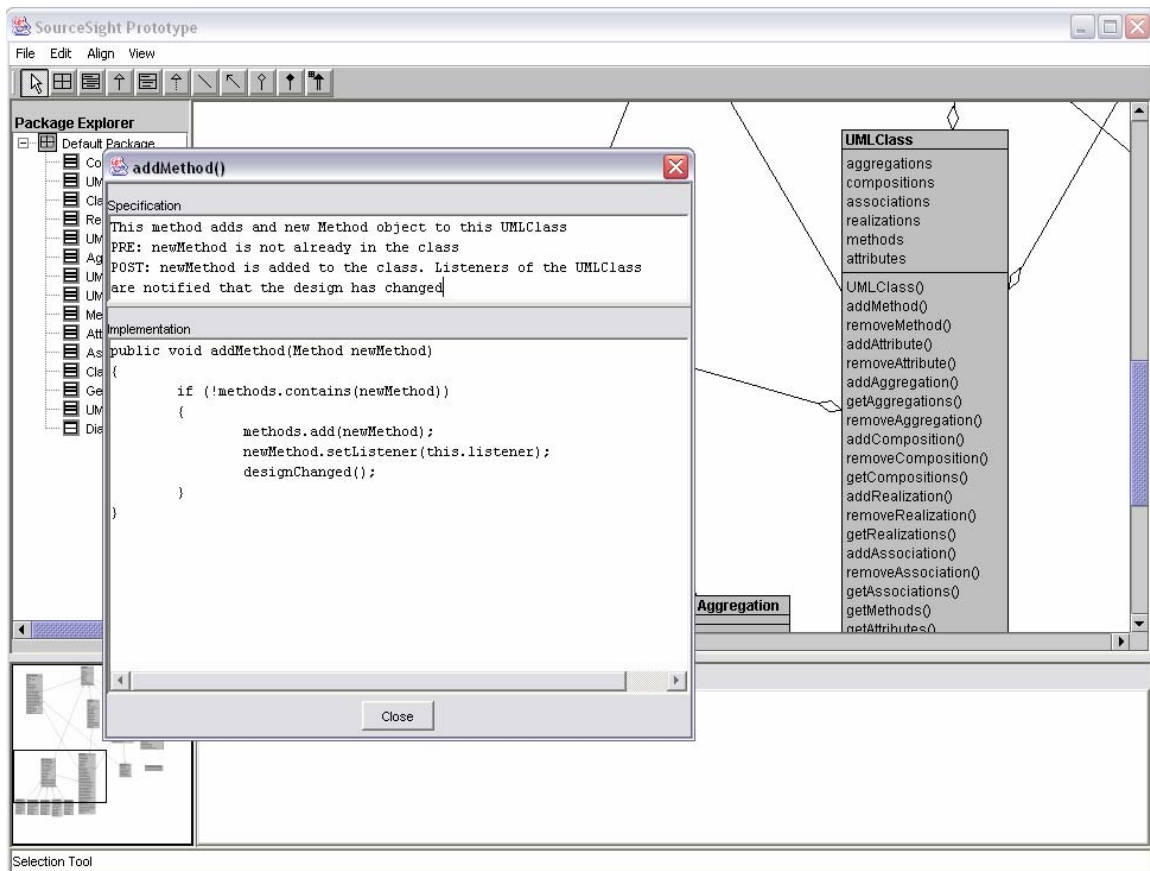 SourceSight Prototype
File Edit Align View
Package Explorer
Default Package
Co
UM
Cla
Re
UM
Ag
UM
UM
Me
Att
As
Cla
Ge
UM
Dia
addMethod()
Specification
This method adds and new Method object to this UMLClass
PRE: newMethod is not already in the class
POST: newMethod is added to the class. Listeners of the UMLClass
are notified that the design has changed
Implementation
public void addMethod(Method newMethod)
{
if (!methods.contains(newMethod))
{
methods.add(newMethod);
newMethod.setListener(this.listener);
designChanged();
}
}
Close
UMLClass
aggregations
compositions
associations
realizations
methods
attributes
UMLClass()
addMethod()
removeMethod()
addAttribute()
removeAttribute()
addAggregation()
getAggregations()
removeAggregation()
addComposition()
removeComposition()
getCompositions()
addRealization()
removeRealization()
getRealizations()
addAssociation()
removeAssociation()
getAssociations()
getMethods()
getAttributes()
Aggregation
Selection Tool